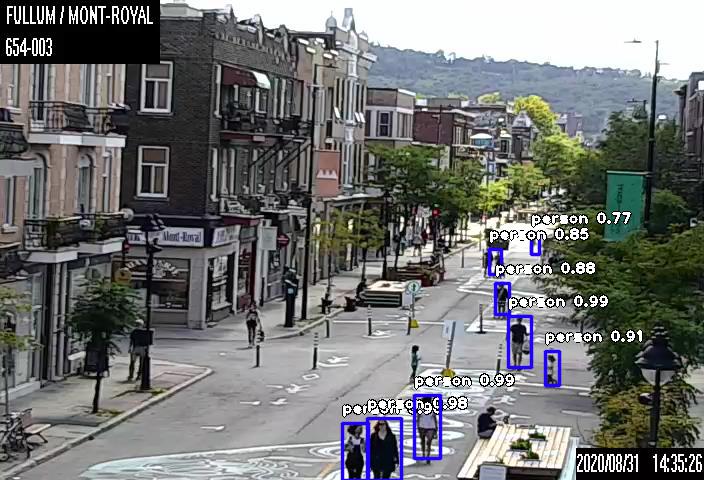 FULLUM / MONT-ROYAL
654-003
Mont-Royal
person 0.77
person 0.85
person 0.88
person 0.99
person 0.91
person 0.99
person 0.98
2020/08/31 14:35:26